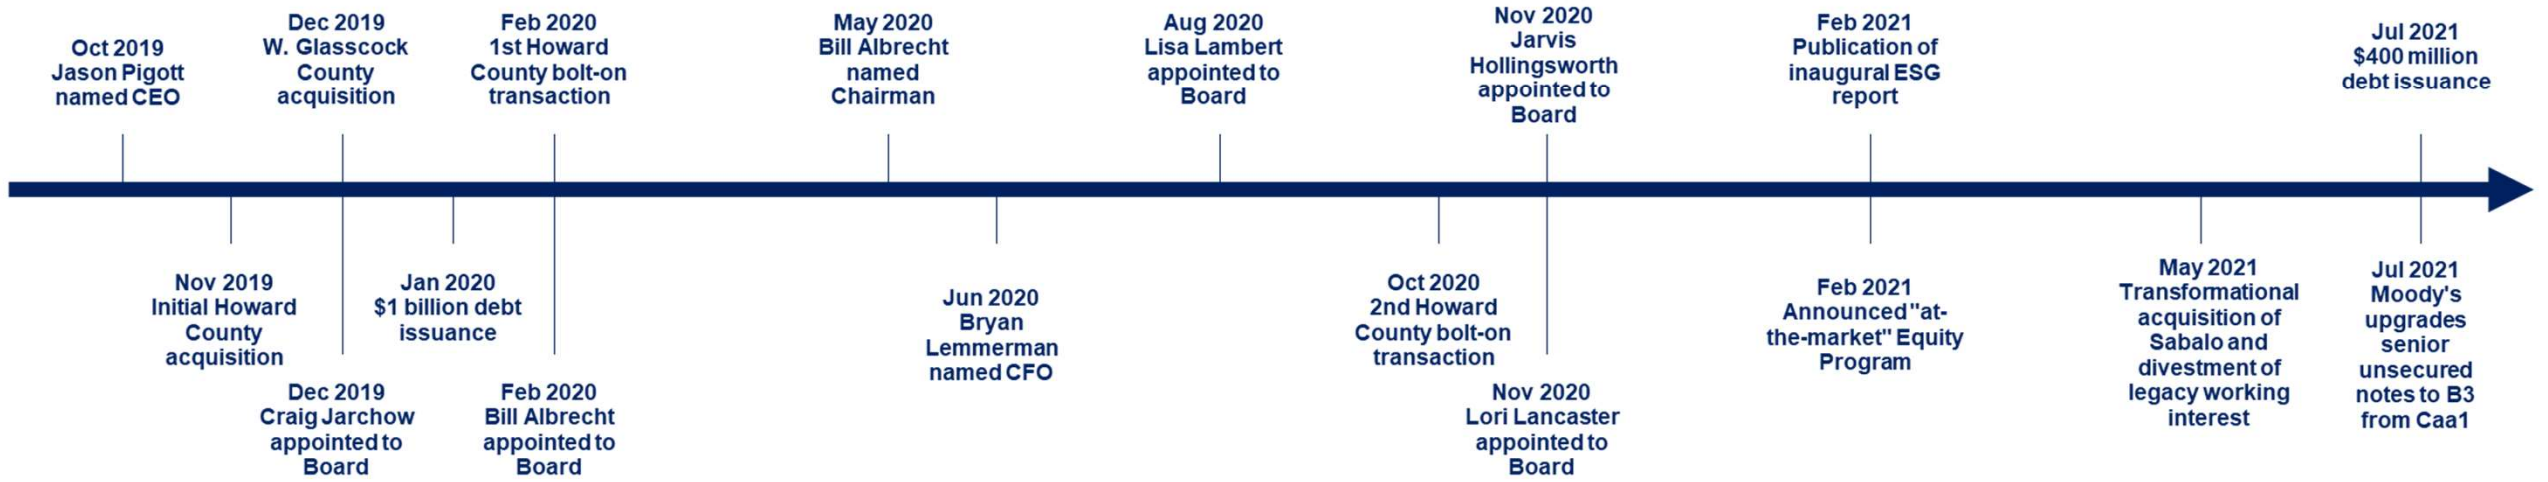 Oct 2019
Jason Pigott
named CEO
Dec 2019
W. Glasscock
County
acquisition
Feb 2020
1st Howard
County bolt-on
transaction
May 2020
Bill Albrecht
named
Chairman
Aug 2020
Lisa Lambert
appointed to
Board
Nov 2020
Jarvis
Hollingsworth
appointed to
Board
Feb 2021
Publication of
inaugural ESG
report
Jul 2021
$400 million
debt issuance
Nov 2019
Initial Howard
County
acquisition
Dec 2019
Craig Jarchow
appointed to
Board
Jan 2020
$1 billion debt
issuance
Feb 2020
Bill Albrecht
appointed to
Board
Jun 2020
Bryan
Lemmerman
named CFO
Oct 2020
2nd Howard
County bolt-on
transaction
Nov 2020
Lori Lancaster
appointed to
Board
Feb 2021
Announced "at-
the-market" Equity
Program
May 2021
Transformational
acquisition of
Sabalo and
divestment of
legacy working
interest
Jul 2021
Moody's
upgrades
senior
unsecured
notes to B3
from Caa1